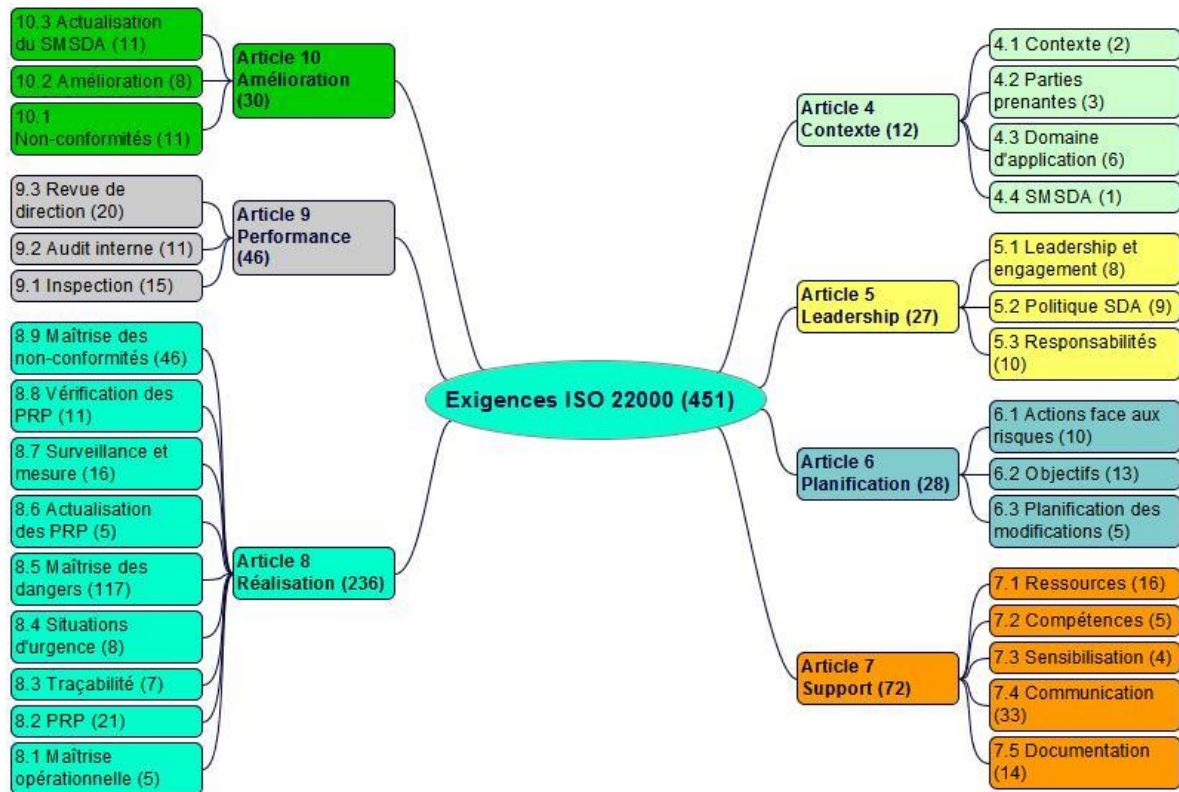 Exigences ISO 22000 (451)
Article 4
Contexte (12)
4.1 Contexte (2)
4.2 Parties
prenantes (3)
4.3 Domaine
d'application (6)
4.4 SMSDA (1)
Article 5
Leadership (27)
5.1 Leadership et
engagement (8)
5.2 Politique SDA (9)
5.3 Responsabilités
(10)
Article 6
Planification (28)
6.1 Actions face aux
risques (10)
6.2 Objectifs (13)
6.3 Planification des
modifications (5)
Article 7
Support (72)
7.1 Ressources (16)
7.2 Compétences (5)
7.3 Sensibilisation (4)
7.4 Communication
(33)
7.5 Documentation
(14)
Article 8
Réalisation (236)
8.9 Maîtrise des
non-conformités (46)
8.8 Vérification des
PRP (11)
8.7 Surveillance et
mesure (16)
8.6 Actualisation
des PRP (5)
8.5 Maîtrise des
dangers (117)
8.4 Situations
d'urgence (8)
8.3 Traçabilité (7)
8.2 PRP (21)
8.1 Maîtrise
opérationnelle (5)
Article 9
Performance
(46)
9.3 Revue de
direction (20)
9.2 Audit interne (11)
9.1 Inspection (15)
Article 10
Amélioration
(30)
10.3 Actualisation
du SMSDA (11)
10.2 Amélioration (8)
10.1
Non-conformités (11)